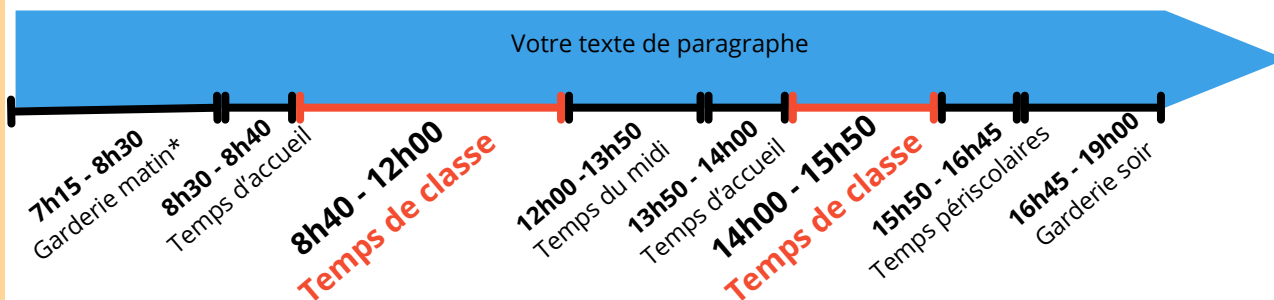 Votre texte de paragraphe
7h15 - 8h30
Garderie matin*
8h30 - 8h40
Temps d’accueil
8h40 - 12h00
Temps de classe
12h00 -13h50
Temps du midi
13h50 - 14h00
Temps d’accueil
14h00 - 15h50
Temps de classe
15h50 - 16h45
Temps périscolaires
16h45 - 19h00
Garderie soir